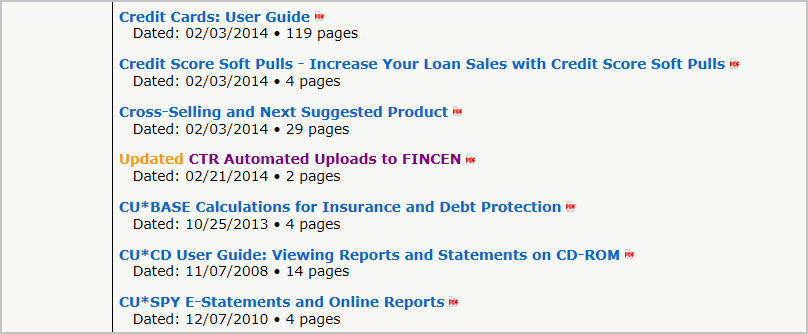 Credit Cards: User Guide
Dated: 02/03/2014 • 119 pages
Credit Score Soft Pulls - Increase Your Loan Sales with Credit Score Soft Pulls
Dated: 02/03/2014 • 4 pages
Cross-Selling and Next Suggested Product
Dated: 02/03/2014 • 29 pages
Updated CTR Automated Uploads to FINCEN
Dated: 02/21/2014 • 2 pages
CU*BASE Calculations for Insurance and Debt Protection
Dated: 10/25/2013 • 4 pages
CU*CD User Guide: Viewing Reports and Statements on CD-ROM
Dated: 11/07/2008 • 14 pages
CU*SPY E-Statements and Online Reports
Dated: 12/07/2010 • 4 pages